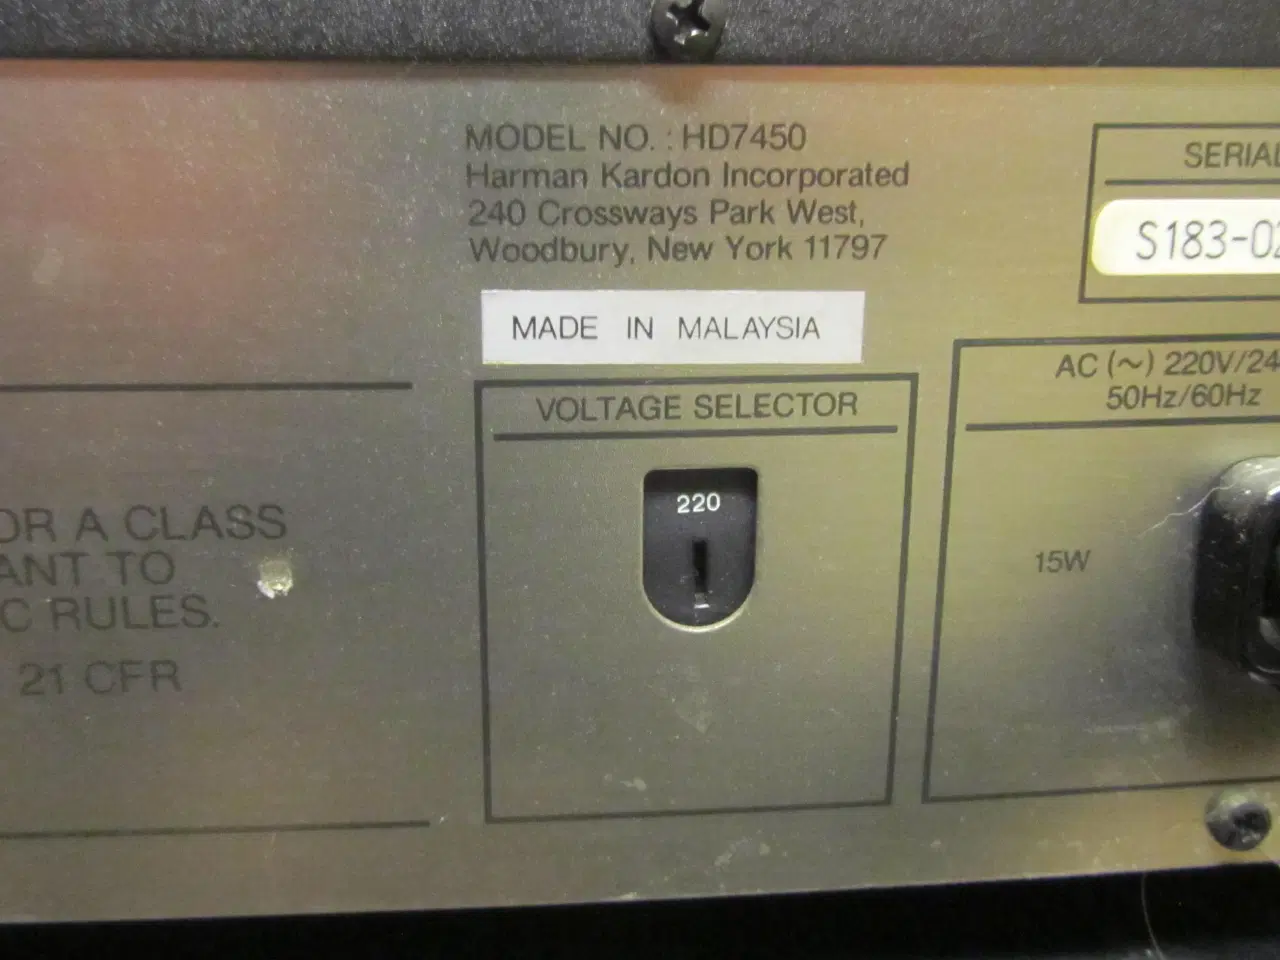 MODEL NO. : HD7450
Harman Kardon Incorporated
240 Crossways Park West,
Woodbury, New York 11797
MADE IN MALAYSIA
SERIAL
S183-02
VOLTAGE SELECTOR
220
AC (~) 220V/24
50Hz/60Hz
15W
OR A CLASS
ANT TO
C RULES.
21 CFR